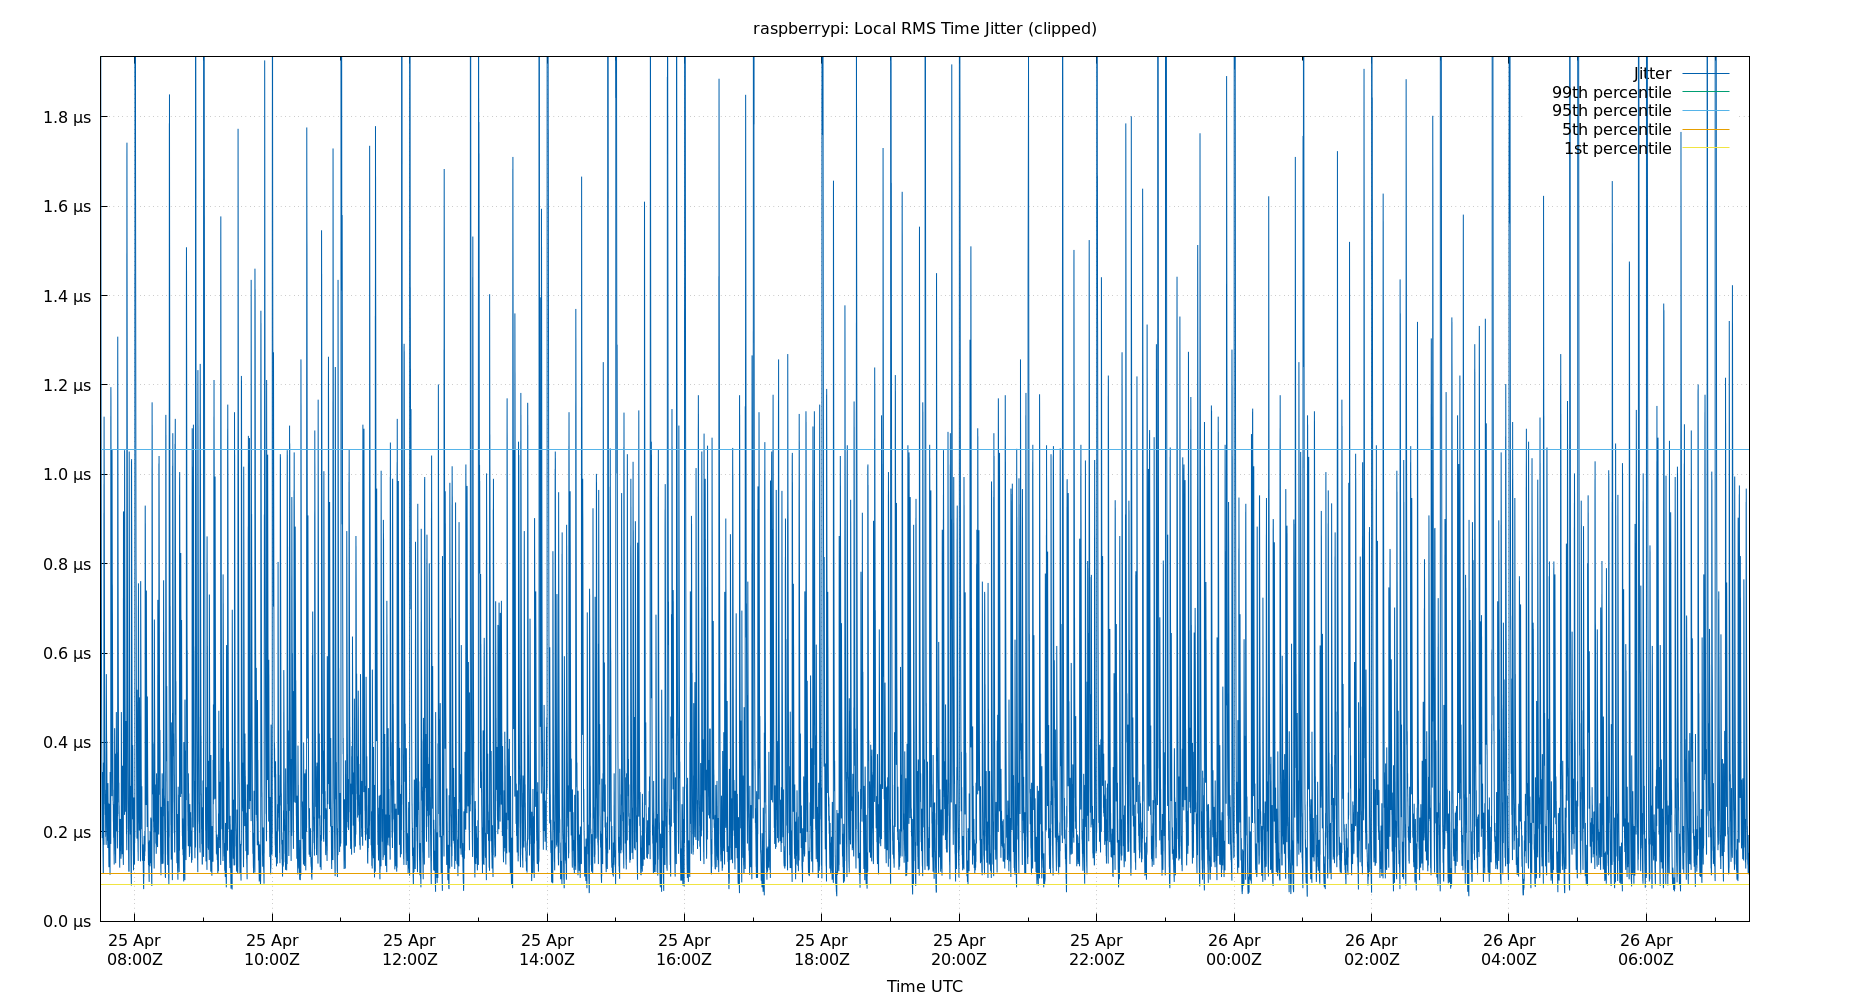 raspberrypi: Local RMS Time Jitter (clipped)
Jitter
99th percentile
95th percentile
5th percentile
1st percentile
1.8 µs
1.6 µs
1.4 µs
1.2 µs
1.0 µs
0.8 µs
0.6 µs
0.4 µs
0.2 µs
0.0 µs
25 Apr 25 Apr 25 Apr 25 Apr 25 Apr 25 Apr 25 Apr 25 Apr 26 Apr 26 Apr 26 Apr 26 Apr
08:00Z 10:00Z 12:00Z 14:00Z 16:00Z 18:00Z 20:00Z 22:00Z 00:00Z 02:00Z 04:00Z 06:00Z
Time UTC